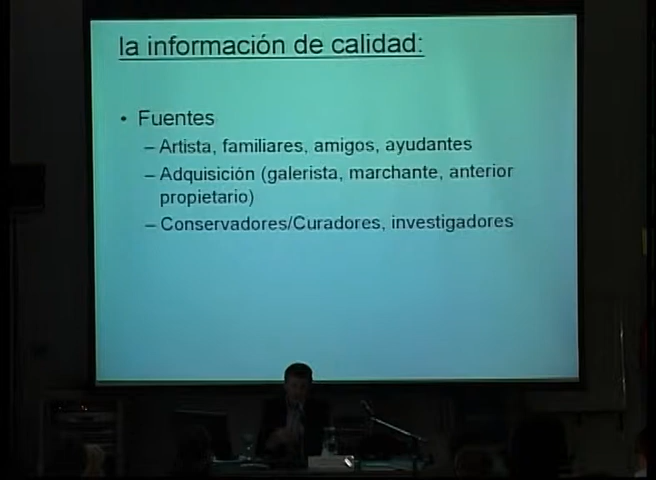 la información de calidad:
• Fuentes
– Artista, familiares, amigos, ayudantes
– Adquisición (galerista, marchante, anterior
propietario)
– Conservadores/Curadores, investigadores